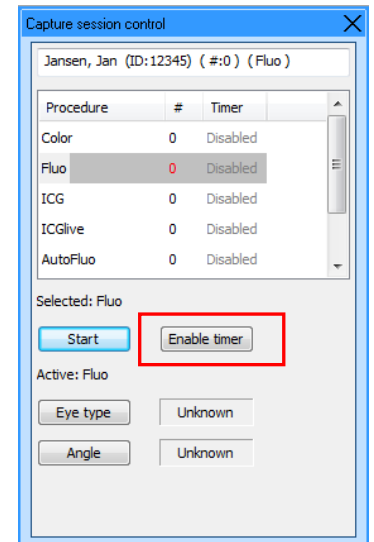 Capture session control
Jansen, Jan (ID:12345) ( #:0 ) ( Fluo )
Procedure # Timer
Color 0 Disabled
Fluo 0 Disabled
ICG 0 Disabled
ICGlive 0 Disabled
AutoFluo 0 Disabled
Selected: Fluo
Start Enable timer
Active: Fluo
Eye type Unknown
Angle Unknown